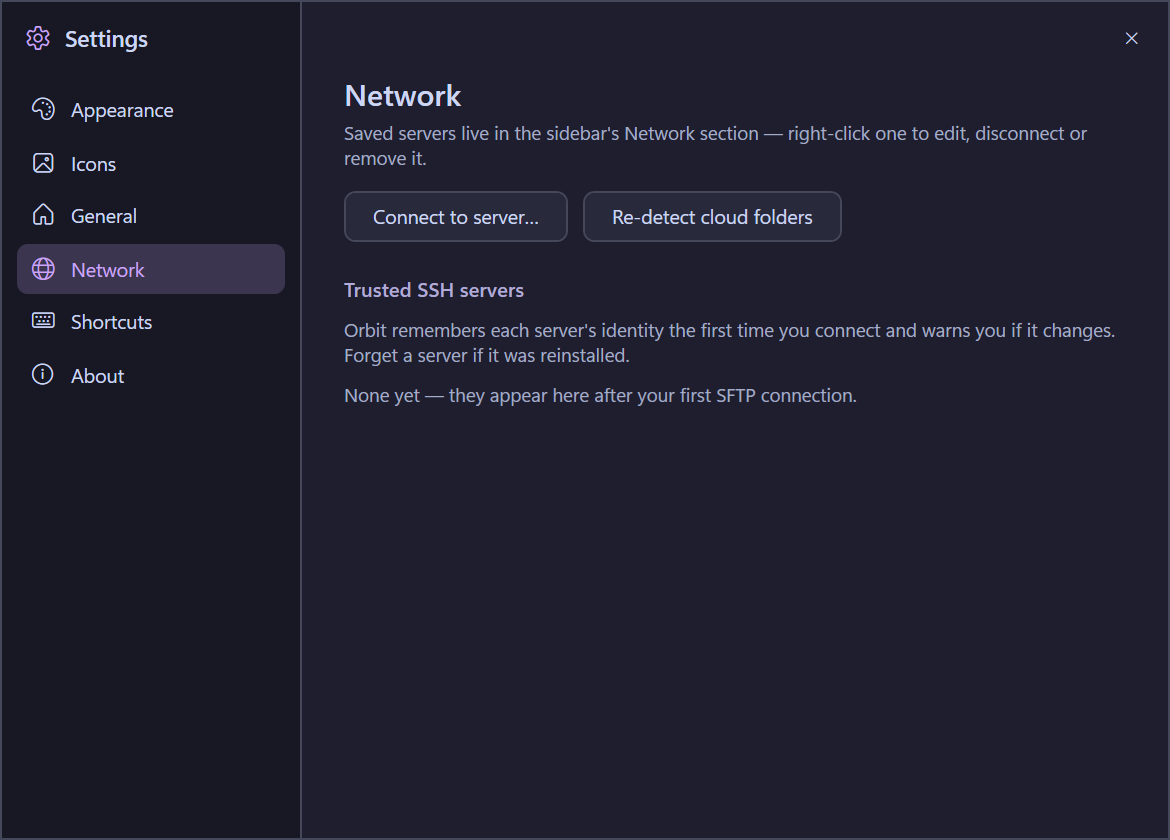 Settings
Appearance
Icons
General
Network
Shortcuts
About
Network
Saved servers live in the sidebar's Network section — right-click one to edit, disconnect or
remove it.
Connect to server...
Re-detect cloud folders
Trusted SSH servers
Orbit remembers each server's identity the first time you connect and warns you if it changes.
Forget a server if it was reinstalled.
None yet — they appear here after your first SFTP connection.